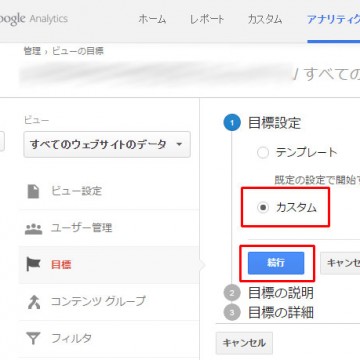 oogle Analytics
ホーム レポート カスタム アナリティク
管理 › ビューの目標
/ すべての
ビュー
すべてのウェブサイトのデータ
ビュー設定
ユーザー管理
目標
コンテンツ グループ
フィルタ
1 目標設定
テンプレート
既定の設定で開始す
カスタム
続行 キャンセ
2 目標の説明
3 目標の詳細
キャンセル